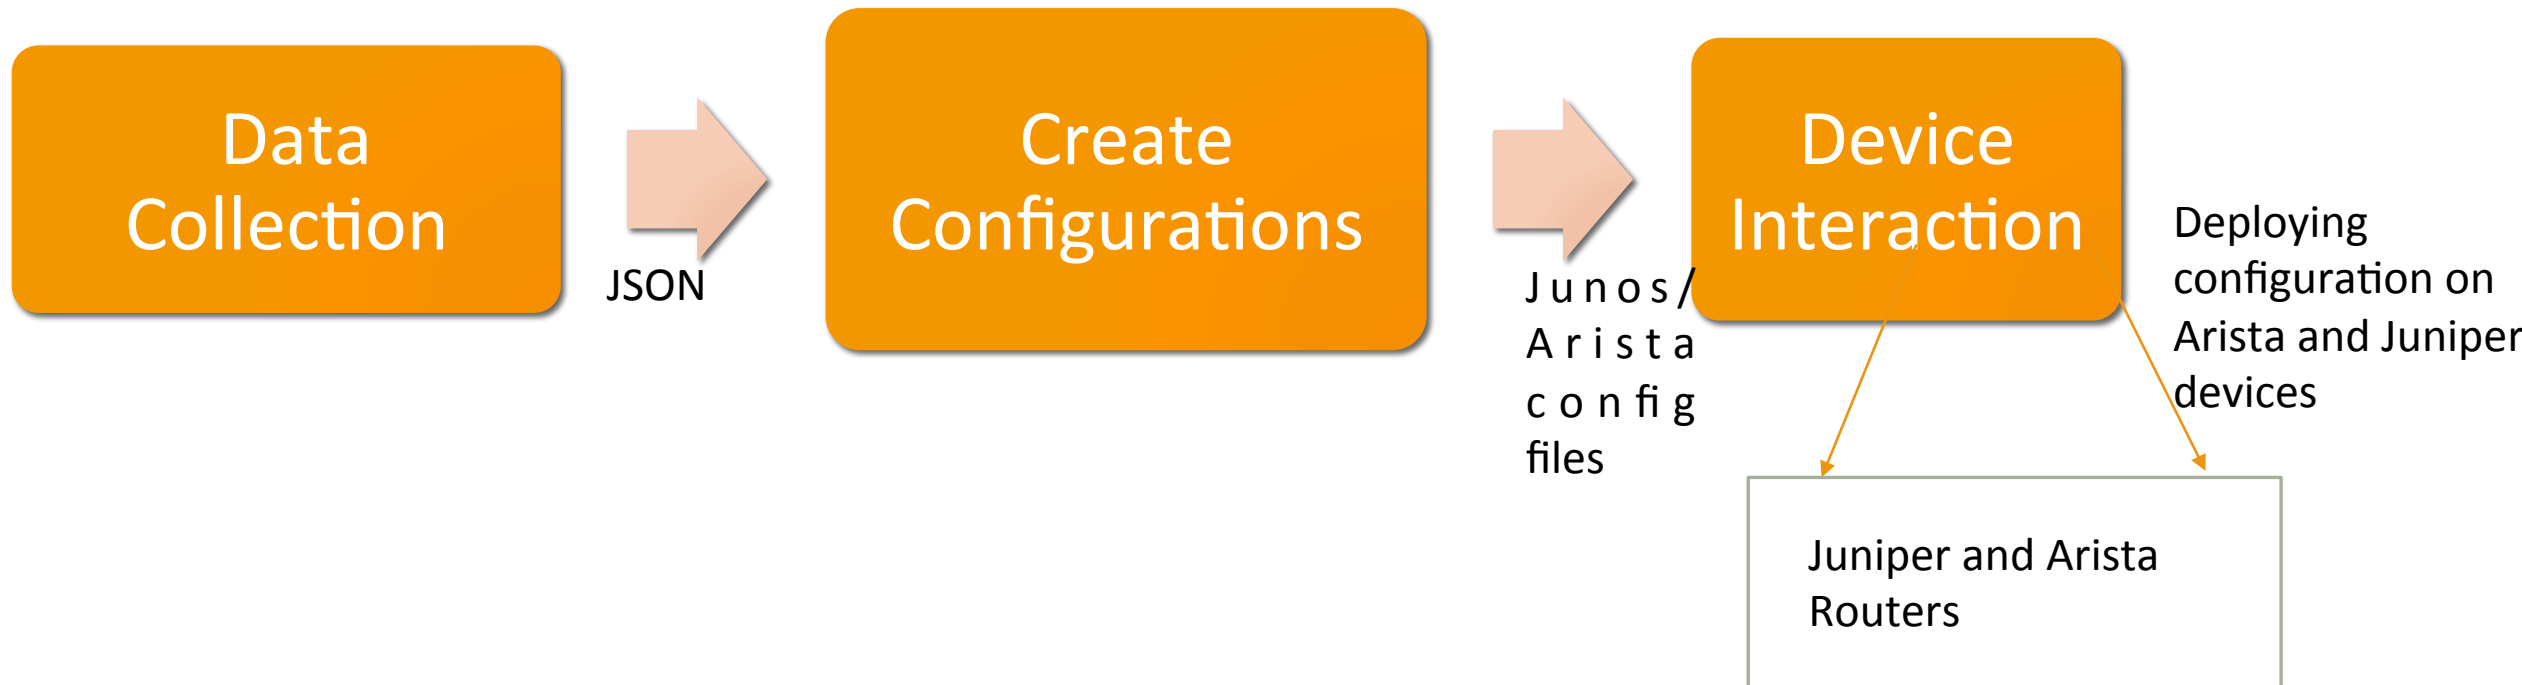 Data
Collection
JSON
Create
Configurations
Junos/
Arista
config
files
Device
Interaction
Deploying
configuration on
Arista and Juniper
devices
Juniper and Arista
Routers